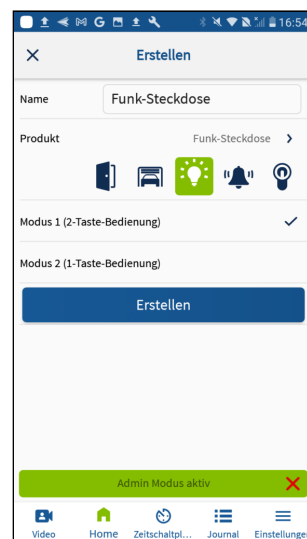 G 16:54
Erstellen
Name Funk-Steckdose
Produkt Funk-Steckdose
Modus 1 (2-Taste-Bedienung)
Modus 2 (1-Taste-Bedienung)
Erstellen
Admin Modus aktiv
Video Home Zeitschaltpl... Journal Einstellunge